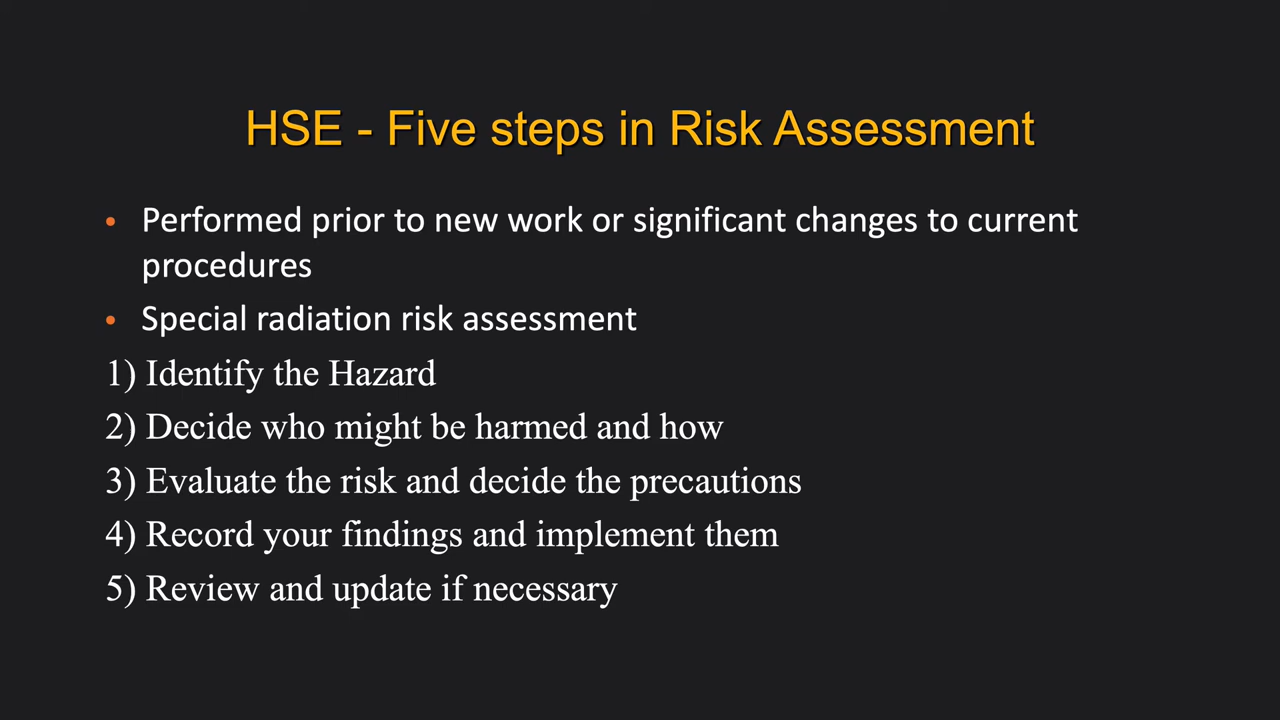 HSE - Five steps in Risk Assessment
• Performed prior to new work or significant changes to current
procedures
• Special radiation risk assessment
1) Identify the Hazard
2) Decide who might be harmed and how
3) Evaluate the risk and decide the precautions
4) Record your findings and implement them
5) Review and update if necessary